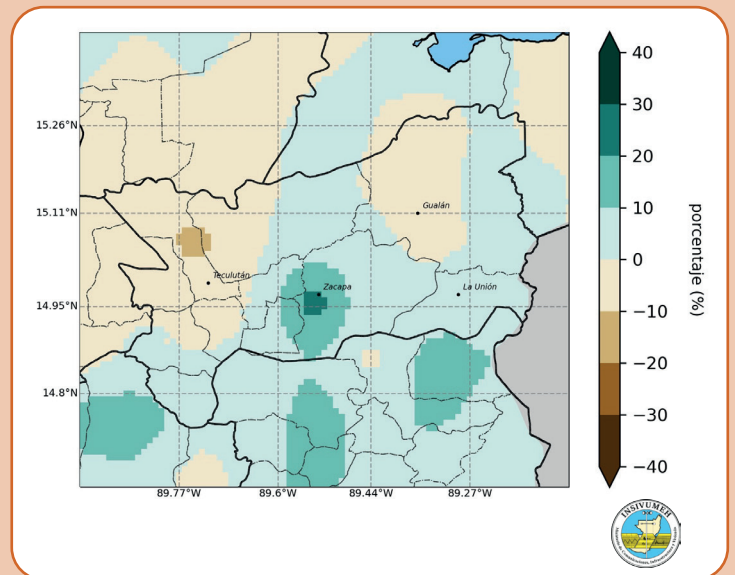 40
30
20
10
0
−10
−20
−30
−40
porcentaje (%)
15.26°N
15.11°N
14.95°N
14.8°N
89.77°W
89.6°W
89.44°W
89.27°W
Gualán
Teculután
Zacapa
La Unión
INSIVUMEH